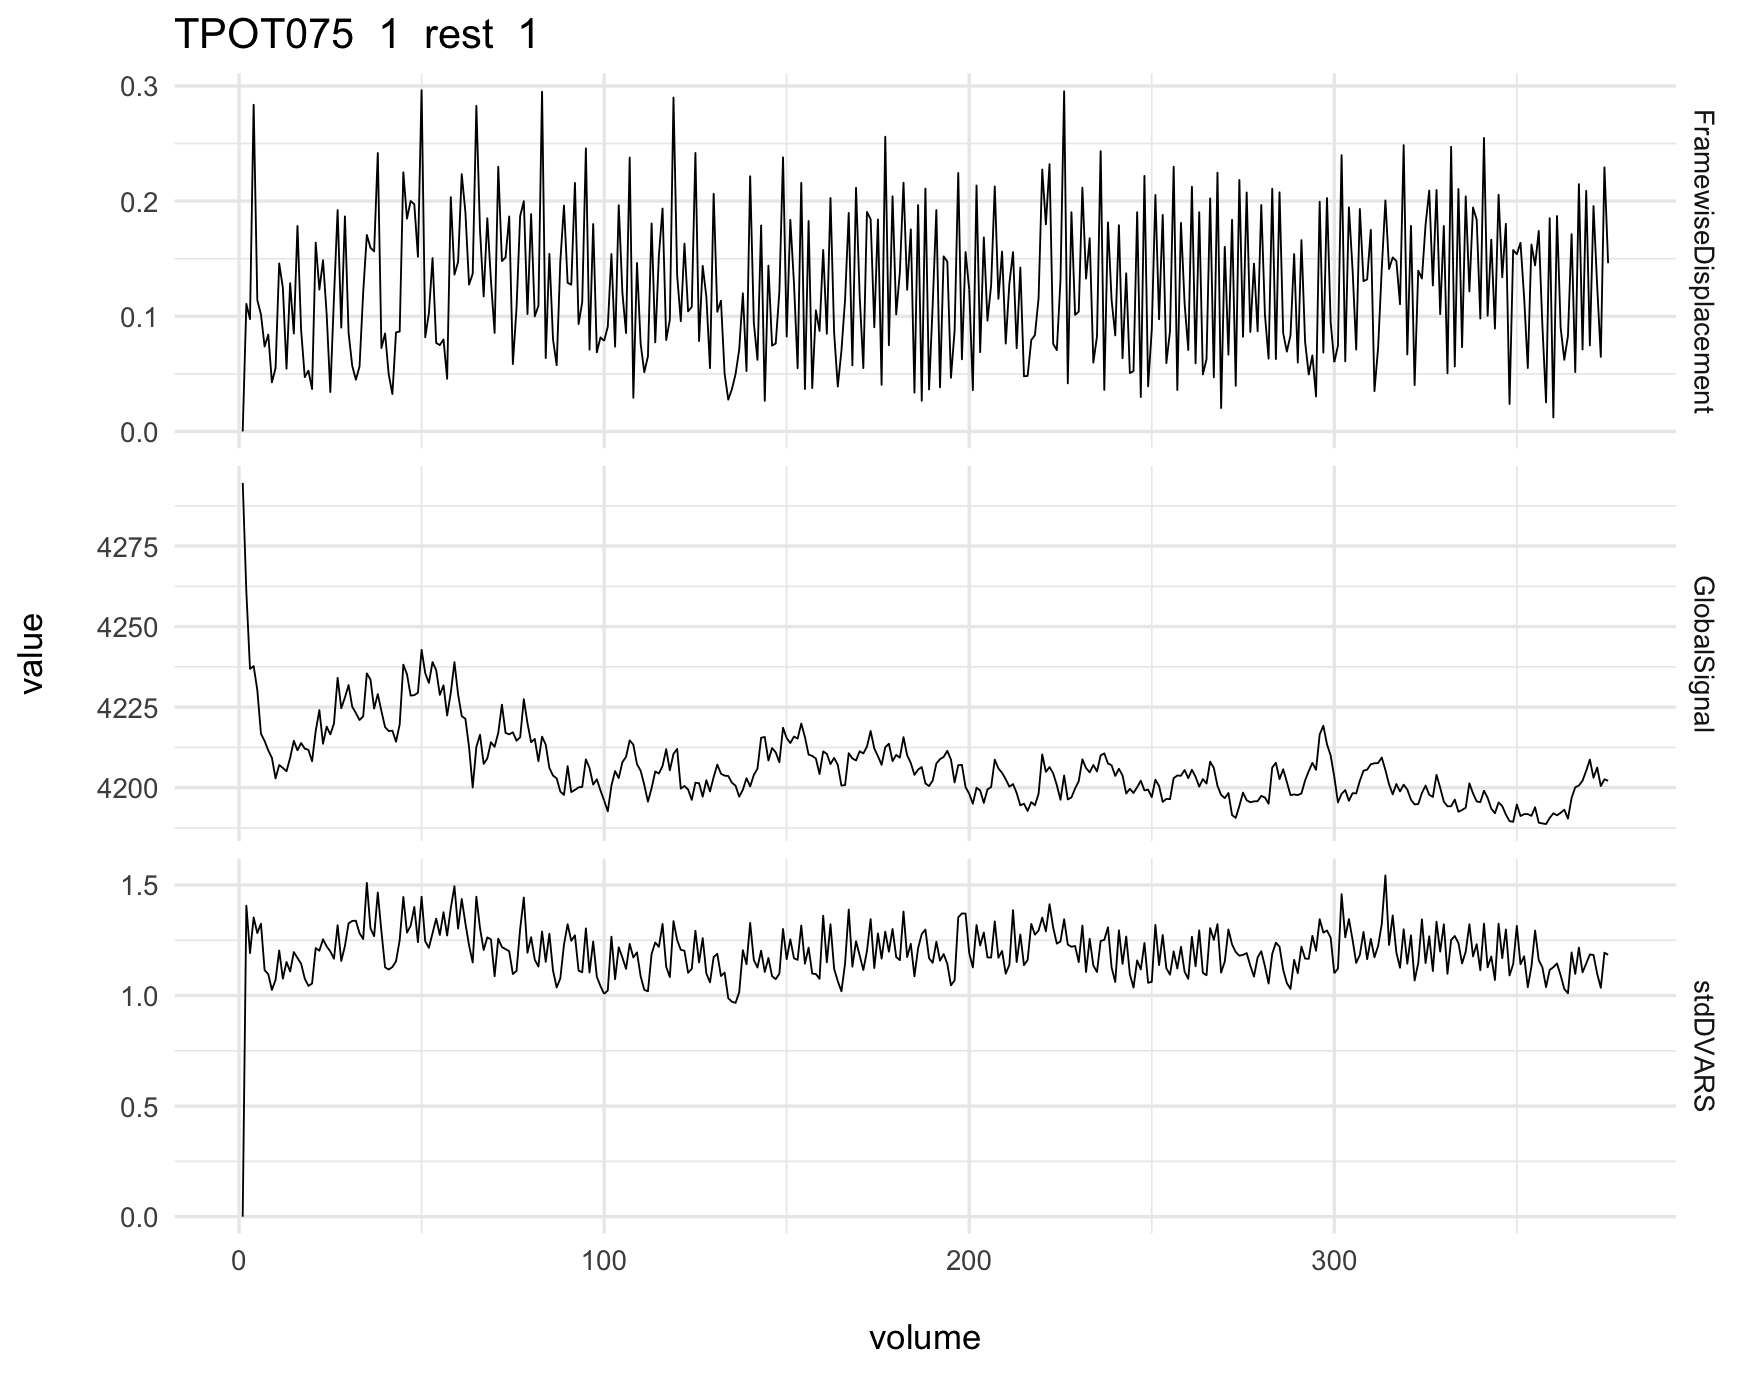 TPOT075 1 rest 1
0.3
0.2
0.1
0.0
FramewiseDisplacement
4275
4250
4225
4200
GlobalSignal
value
1.5
1.0
0.5
0.0
stdDVARS
0 100 200 300
volume